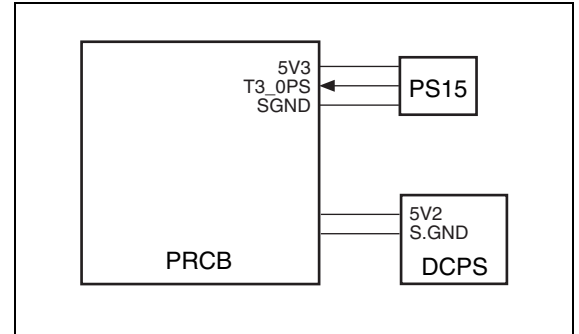 5V3
T3_0PS
SGND
PS15
5V2
S.GND
PRCB
DCPS